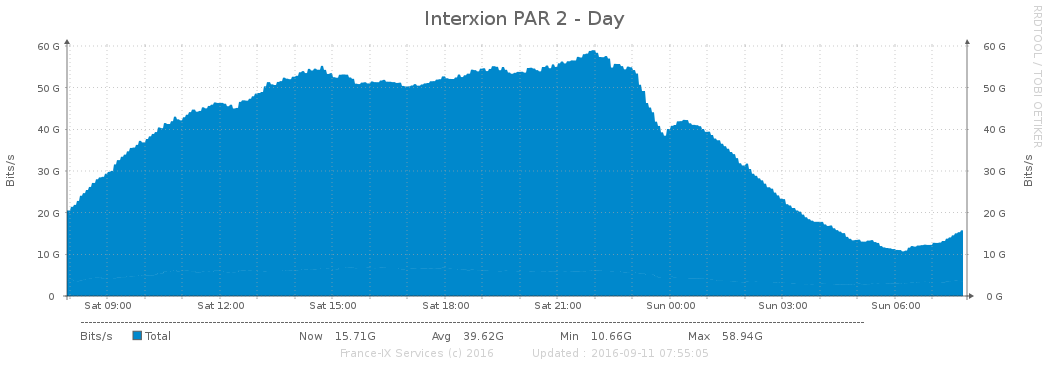 Interxion PAR 2 - Day
RRDTOOL / TOBI OETIKER
Bits/s
60 G
50 G
40 G
30 G
20 G
10 G
0
60 G
50 G
40 G
30 G
20 G
10 G
0 G
Bits/s
Sat 09:00 Sat 12:00 Sat 15:00 Sat 18:00 Sat 21:00 Sun 00:00 Sun 03:00 Sun 06:00
Bits/s Total Now 15.71G Avg 39.62G Min 10.66G Max 58.94G
France-IX Services (c) 2016 Updated : 2016-09-11 07:55:05